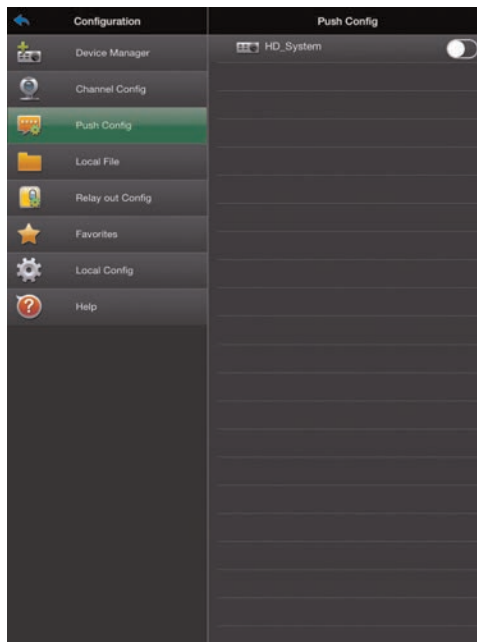 Configuration
Push Config
Device Manager
HD_System
Channel Config
Push Config
Local File
Relay out Config
Favorites
Local Config
Help